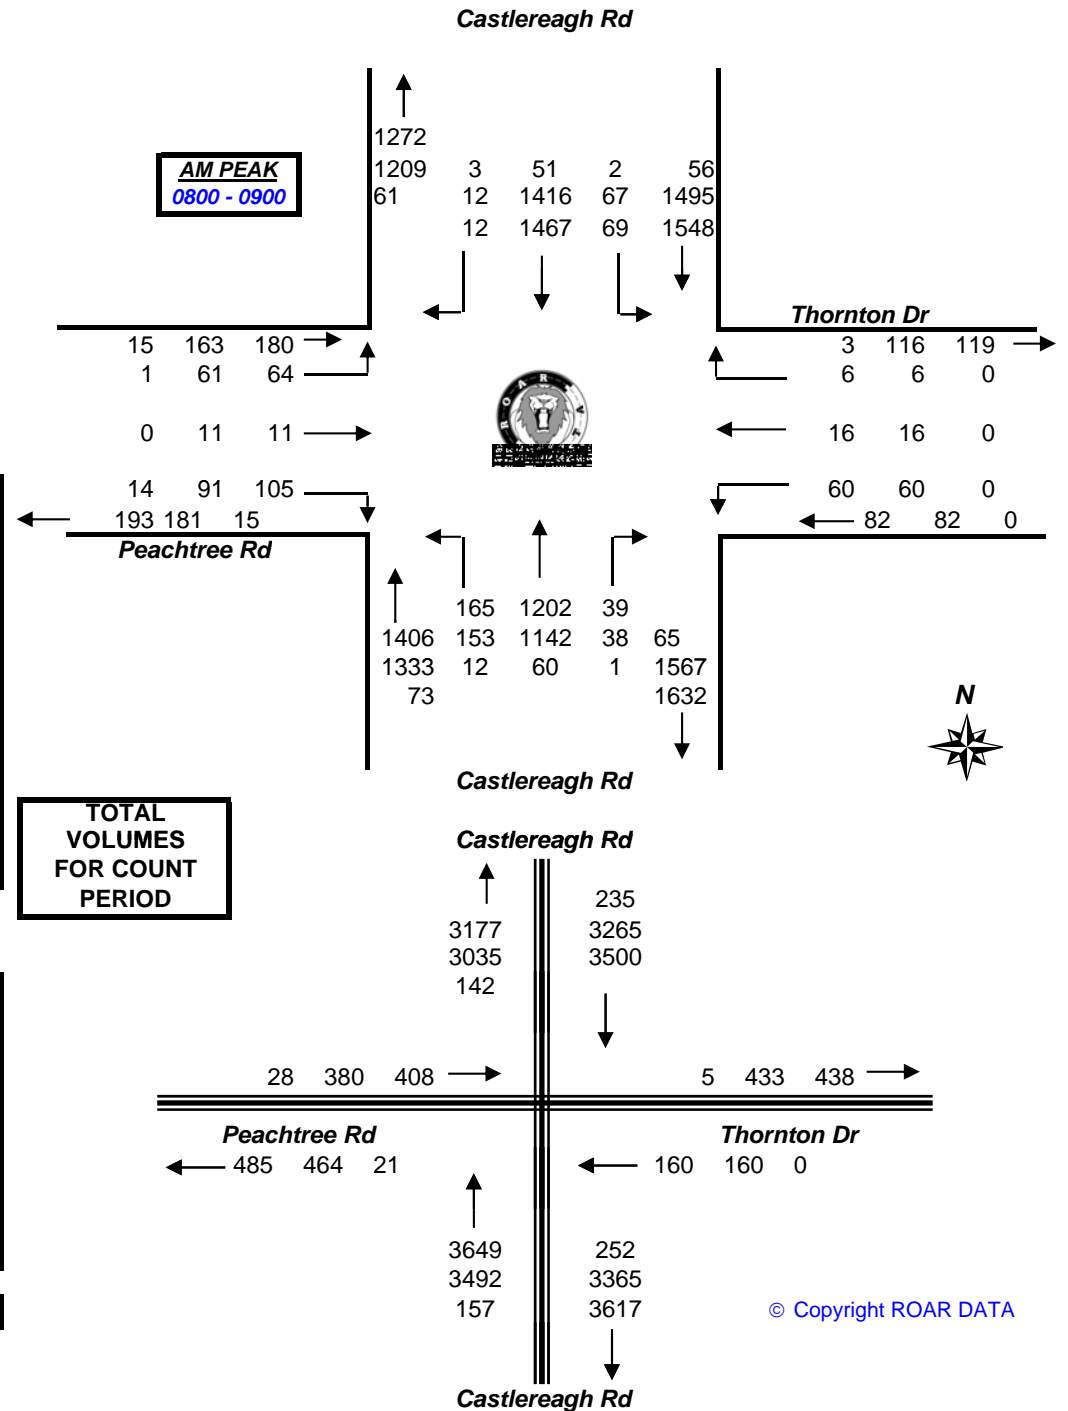 Castlereagh Rd
1272
AM PEAK
1209 3 51 2 56
0800 - 0900
61 12 1416 67 1495
12 1467 69 1548
Thornton Dr
15 163 180
3 116 119
1 61 64
6 6 0
ROAR
0 11 11
16 16 0
14 91 105
60 60 0
193 181 15
82 82 0
Peachtree Rd
165 1202 39
1406 153 1142 38 65
1333 12 60 1 1567
73 1632
N
Castlereagh Rd
TOTAL
VOLUMES
FOR COUNT
PERIOD
Castlereagh Rd
235
3177 3265
3035 3500
142
28 380 408
5 433 438
Peachtree Rd
Thornton Dr
485 464 21
160 160 0
3649 252
3492 3365
157 3617
© Copyright ROAR DATA
Castlereagh Rd